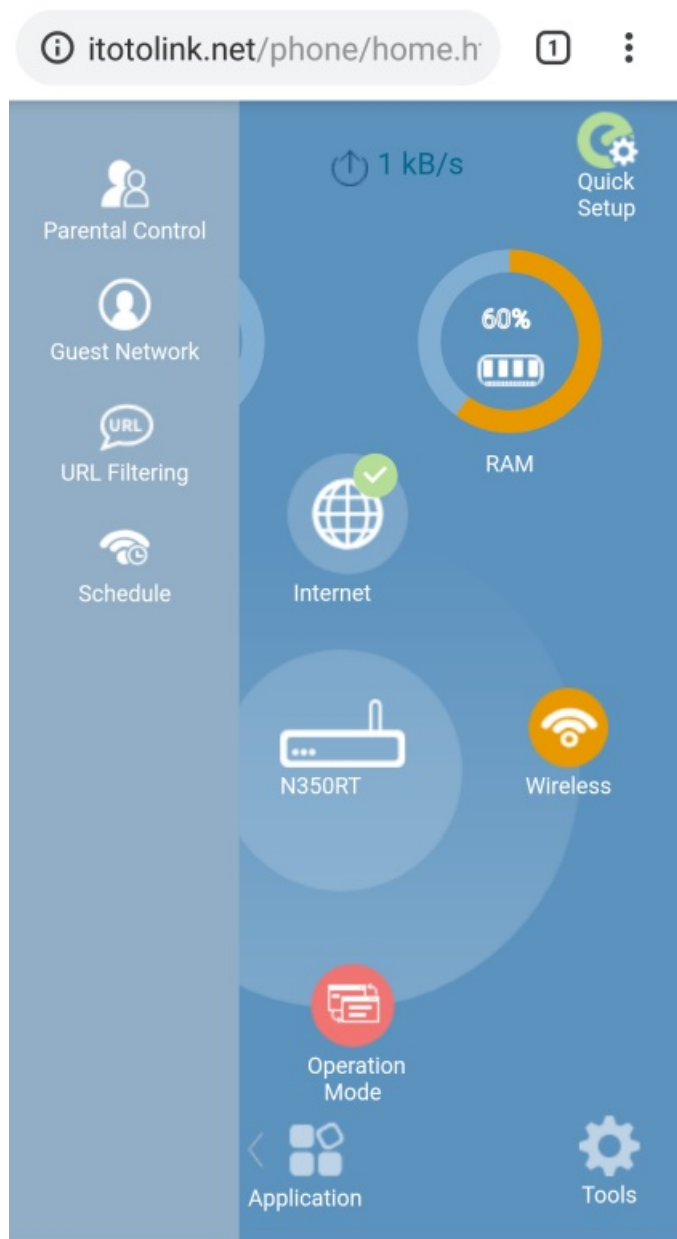 itotolink.net/phone/home.h
1
1 kB/s
Quick
Setup
Parental Control
Guest Network
URL
URL Filtering
Schedule
60%
RAM
Internet
N350RT
Wireless
Operation
Mode
Application
Tools